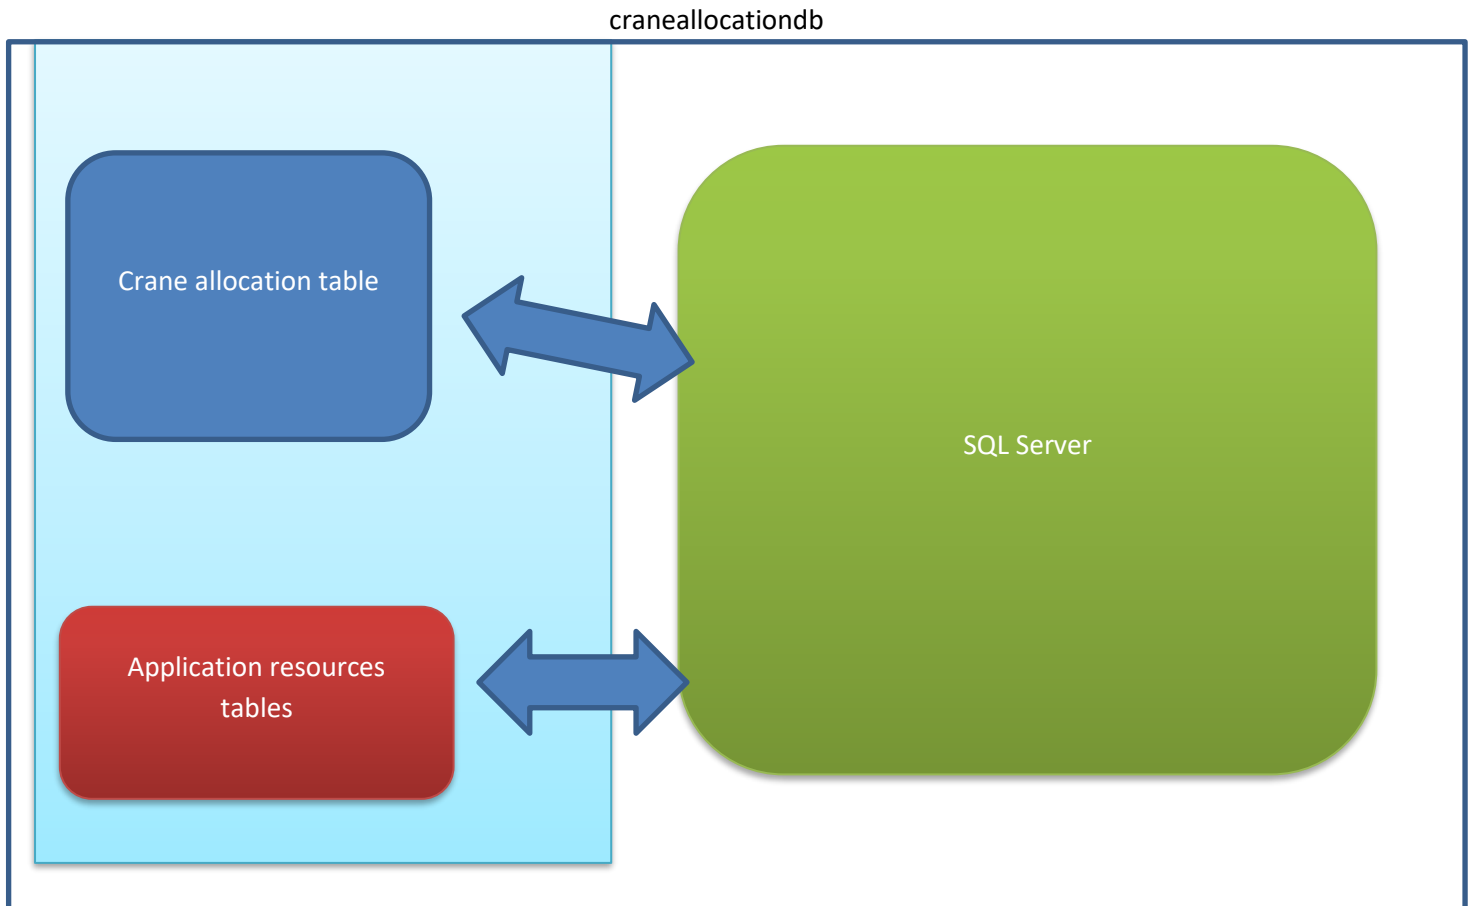 craneallocationdb
Crane allocation table
SQL Server
Application resources
tables